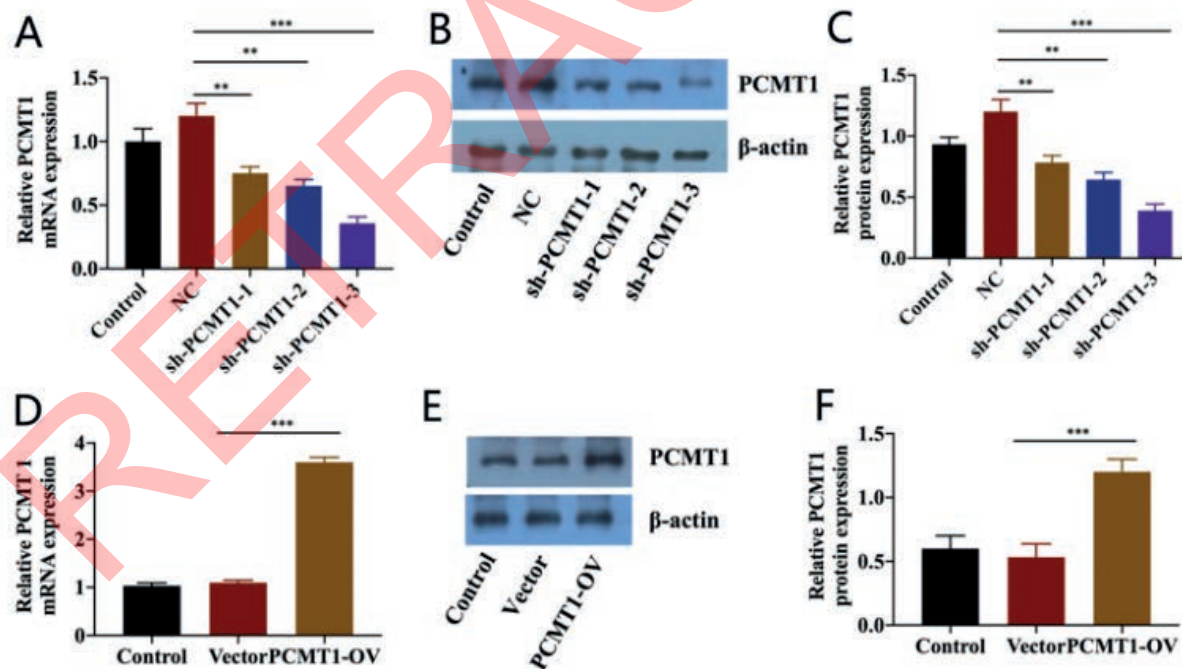 A
Relative PCMT1
mRNA expression
1.5
1.0
0.5
0.0
***
**
**
Control
NC
sh-PCMT1-1
sh-PCMT1-2
sh-PCMT1-3
B
PCMT1
β-actin
Control
NC
sh-PCMT1-1
sh-PCMT1-2
sh-PCMT1-3
C
Relative PCMT1
protein expression
1.5
1.0
0.5
0.0
***
**
**
Control
NC
sh-PCMT1-1
sh-PCMT1-2
sh-PCMT1-3
D
Relative PCMT 1
mRNA expression
4
3
2
1
0
***
Control
Vector
PCMT1-OV
E
PCMT1
β-actin
Control
Vector
PCMT1-OV
F
Relative PCMT1
protein expression
1.5
1.0
0.5
0.0
***
Control
Vector
PCMT1-OV
RETRAC